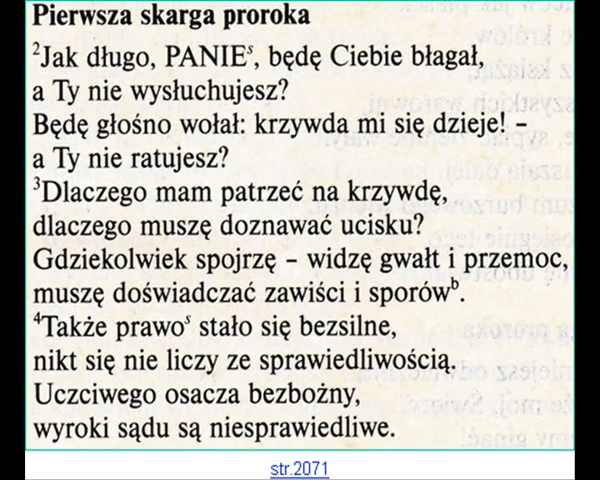 Pierwsza skarga proroka
²Jak długo, PANIEˢ, będę Ciebie błagał,
a Ty nie wysłuchujesz?
Będę głośno wołał: krzywda mi się dzieje! –
a Ty nie ratujesz?
³Dlaczego mam patrzeć na krzywdę,
dlaczego muszę doznawać ucisku?
Gdziekolwiek spojrzę – widzę gwałt i przemoc,
muszę doświadczać zawiści i sporówᵇ.
⁴Także prawoˢ stało się bezsilne,
nikt się nie liczy ze sprawiedliwością.
Uczciwego osacza bezbożny,
wyroki sądu są niesprawiedliwe.
str.2071